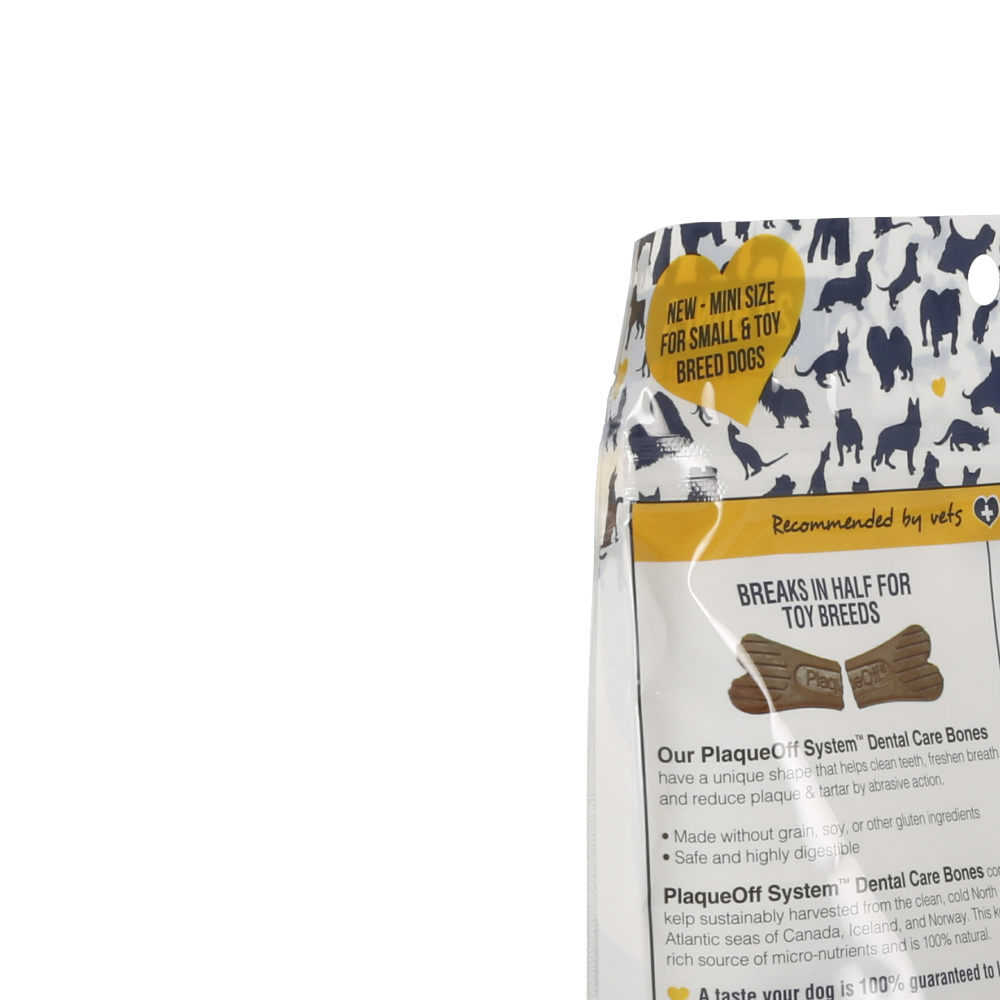 NEW - MINI SIZE
FOR SMALL & TOY
BREED DOGS
Recommended by vets
BREAKS IN HALF FOR
TOY BREEDS
PlaqueOff®
Our PlaqueOff System™ Dental Care Bones
have a unique shape that helps clean teeth, freshen breath
and reduce plaque & tartar by abrasive action.
• Made without grain, soy, or other gluten ingredients
• Safe and highly digestible
PlaqueOff System™ Dental Care Bones
kelp sustainably harvested from the clean, cold North
Atlantic seas of Canada, Iceland, and Norway. This
rich source of micro-nutrients and is 100% natural.
A taste your dog is 100% guaranteed to